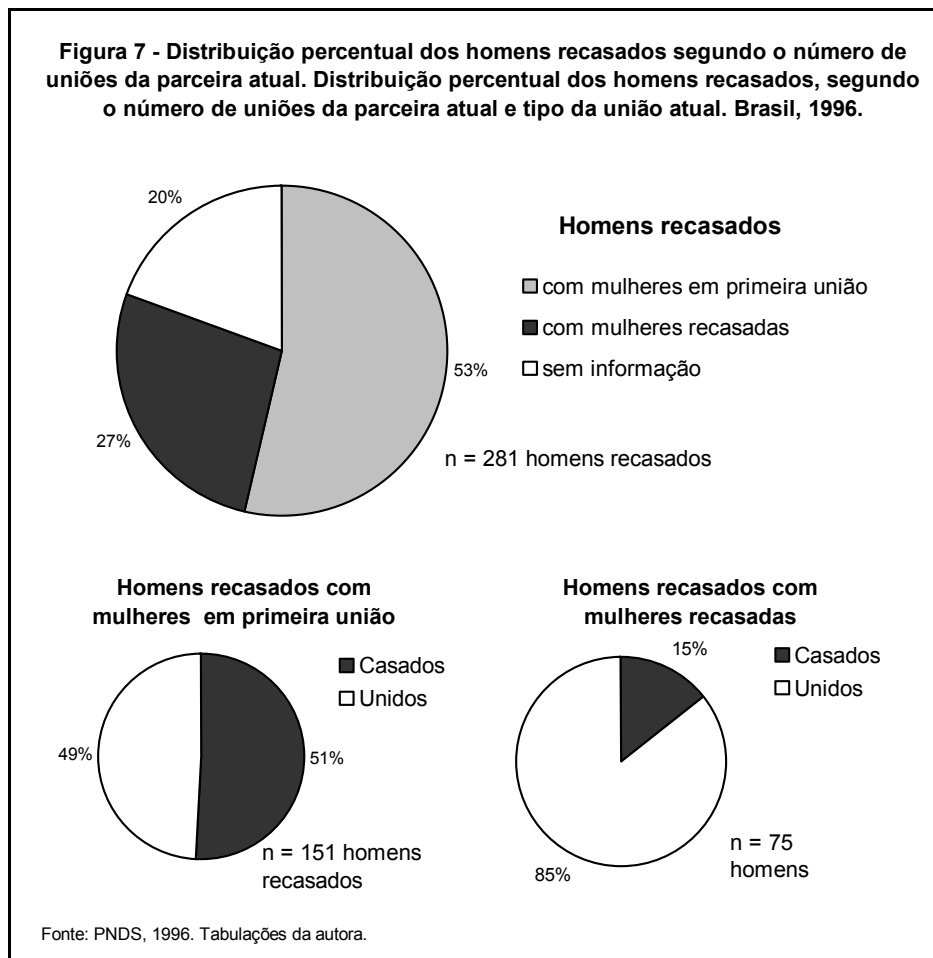 Figura 7 - Distribuição percentual dos homens recasados segundo o número de
uniões da parceira atual. Distribuição percentual dos homens recasados, segundo
o número de uniões da parceira atual e tipo da união atual. Brasil, 1996.
20%
53%
27%
Homens recasados
com mulheres em primeira união
com mulheres recasadas
sem informação
n = 281 homens recasados
Homens recasados com
mulheres em primeira união
Casados
Unidos
49%
51%
n = 151 homens
recasados
Homens recasados com
mulheres recasadas
15%
Casados
Unidos
85%
n = 75
homens
Fonte: PNDS, 1996. Tabulações da autora.